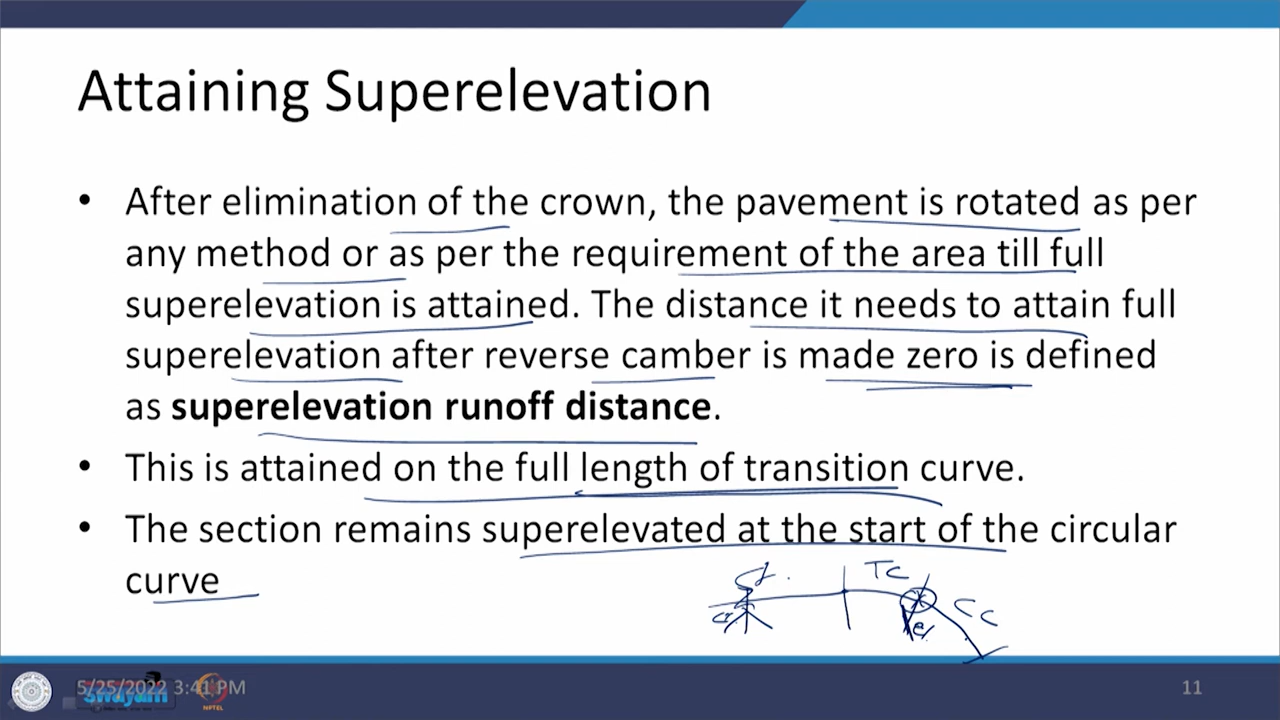 Attaining Superelevation
• After elimination of the crown, the pavement is rotated as per
any method or as per the requirement of the area till full
superelevation is attained. The distance it needs to attain full
superelevation after reverse camber is made zero is defined
as superelevation runoff distance.
• This is attained on the full length of transition curve.
• The section remains superelevated at the start of the circular
curve
TC
CC
e
5/25/2022 3:41 PM
swayam
NPTEL
11